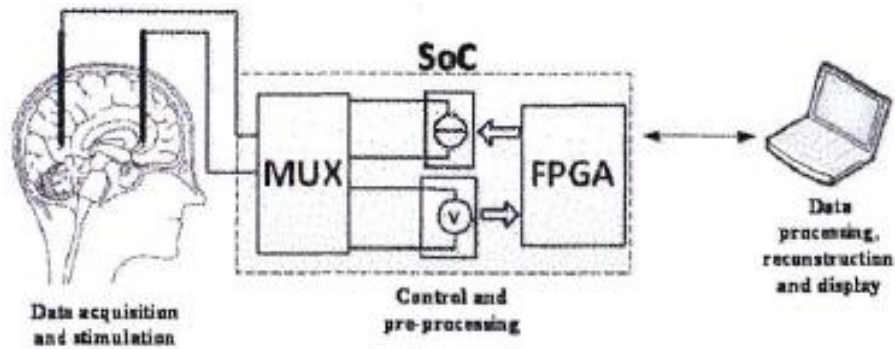 SoC
MUX
V
FPGA
Data acquisition
and stimulation
Control and
pre-processing
Data
processing,
reconstruction
and display